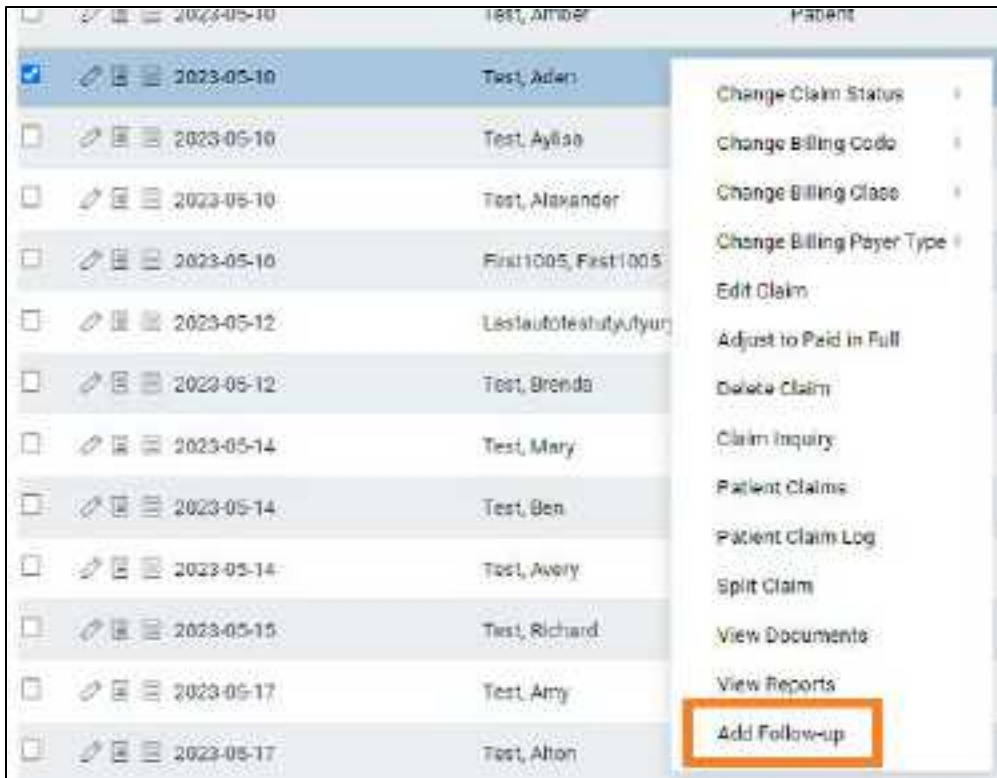 2023-05-10 Test, Amber Patient
2023-05-10 Test, Aden
Change Claim Status
2023-05-10 Test, Aylisa
Change Billing Code
2023-05-10 Test, Alexander
Change Billing Class
2023-05-10 First1005, First1005
Change Billing Payer Type
Edit Claim
2023-05-12
Adjust to Paid in Full
2023-05-12 Test, Brenda
Delete Claim
2023-05-14 Test, Mary
Claim Inquiry
Patient Claims
2023-05-14 Test, Ben
Patient Claim Log
2023-05-14 Test, Avery
Split Claim
2023-05-15 Test, Richard
View Documents
2023-05-17 Test, Amy
View Reports
Add Follow-up
2023-05-17 Test, Alton